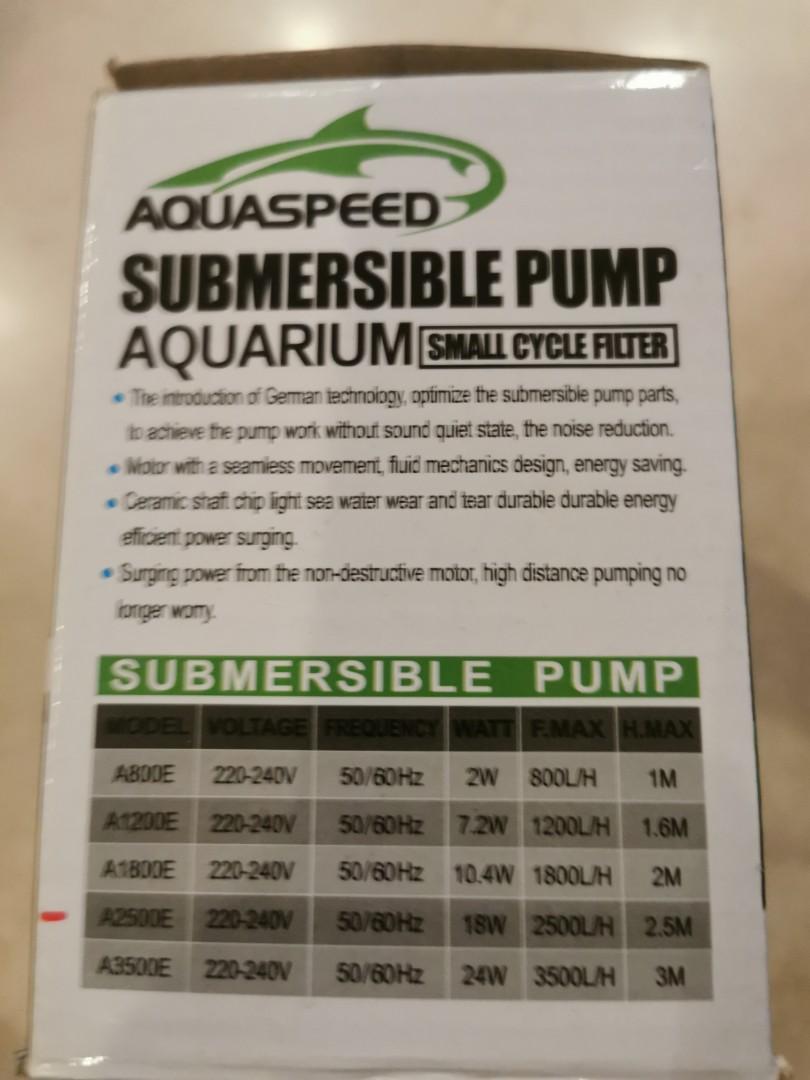 AQUASPEED
SUBMERSIBLE PUMP
AQUARIUM SMALL CYCLE FILTER
• The introduction of German technology, optimize the submersible pump parts,
to achieve the pump work without sound quiet state, the noise reduction.
• Motor with a seamless movement, fluid mechanics design, energy saving.
• Ceramic shaft chip light sea water wear and tear durable durable energy
efficient power surging.
• Surging power from the non-destructive motor, high distance pumping no
longer worry.
SUBMERSIBLE PUMP
MODEL VOLTAGE FREQUENCY WATT F.MAX H.MAX
A800E 220-240V 50/60Hz 2W 800L/H 1M
A1200E 220-240V 50/60Hz 7.2W 1200L/H 1.6M
A1800E 220-240V 50/60Hz 10.4W 1800L/H 2M
A2500E 220-240V 50/60Hz 18W 2500L/H 2.5M
A3500E 220-240V 50/60Hz 24W 3500L/H 3M